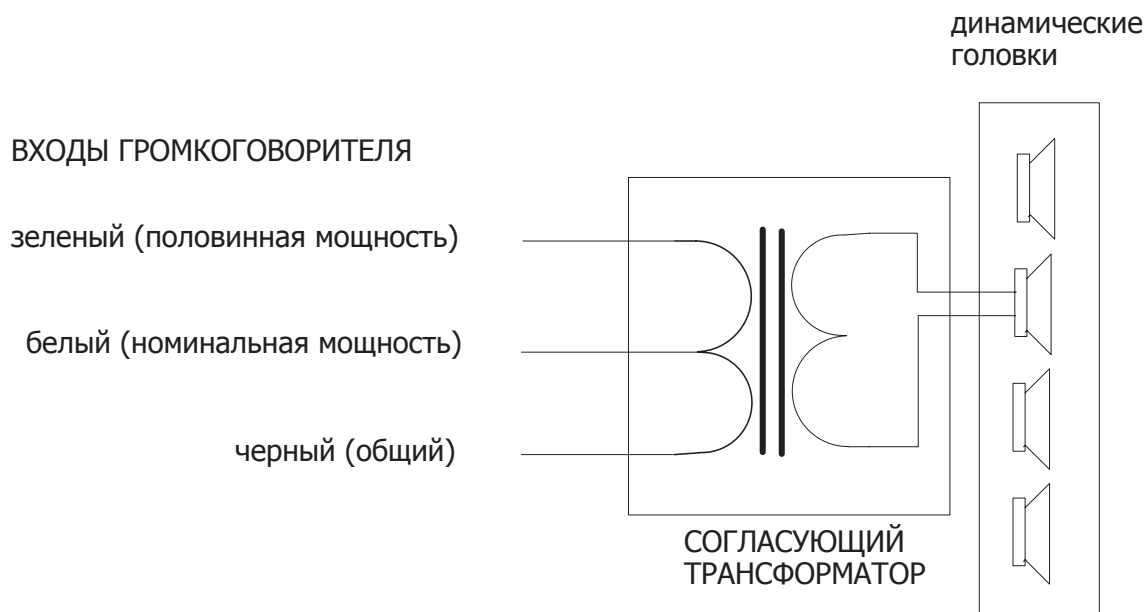 динамические
головки
ВХОДЫ ГРОМКОГОВОРИТЕЛЯ
зеленый (половинная мощность)
белый (номинальная мощность)
черный (общий)
СОГЛАСУЮЩИЙ
ТРАНСФОРМАТОР